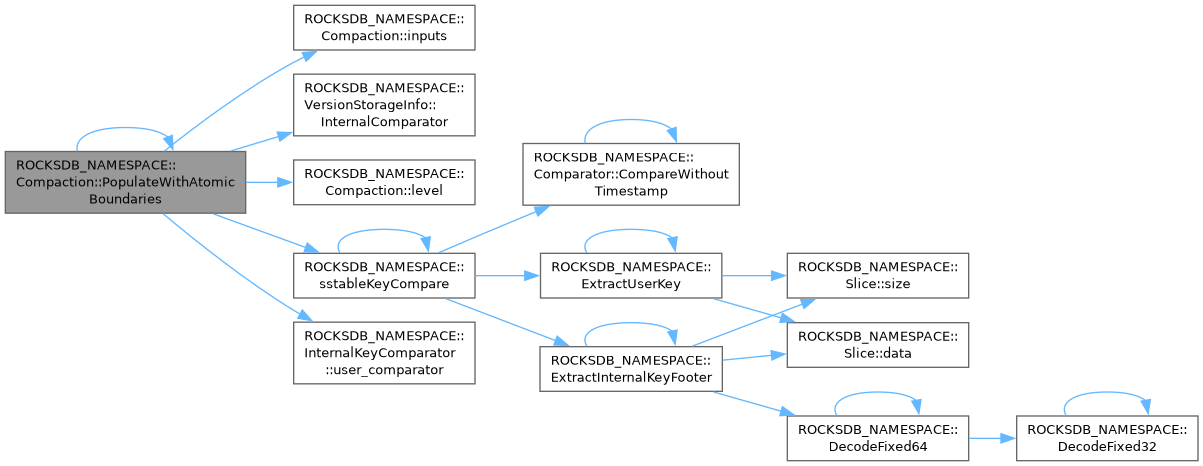 ROCKSDB_NAMESPACE::
Compaction::PopulateWithAtomic
Boundaries
ROCKSDB_NAMESPACE::
Compaction::inputs
ROCKSDB_NAMESPACE::
VersionStorageInfo::
InternalComparator
ROCKSDB_NAMESPACE::
Compaction::level
ROCKSDB_NAMESPACE::
sstableKeyCompare
ROCKSDB_NAMESPACE::
InternalKeyComparator
::user_comparator
ROCKSDB_NAMESPACE::
Comparator::CompareWithout
Timestamp
ROCKSDB_NAMESPACE::
ExtractUserKey
ROCKSDB_NAMESPACE::
ExtractInternalKeyFooter
ROCKSDB_NAMESPACE::
Slice::size
ROCKSDB_NAMESPACE::
Slice::data
ROCKSDB_NAMESPACE::
DecodeFixed64
ROCKSDB_NAMESPACE::
DecodeFixed32